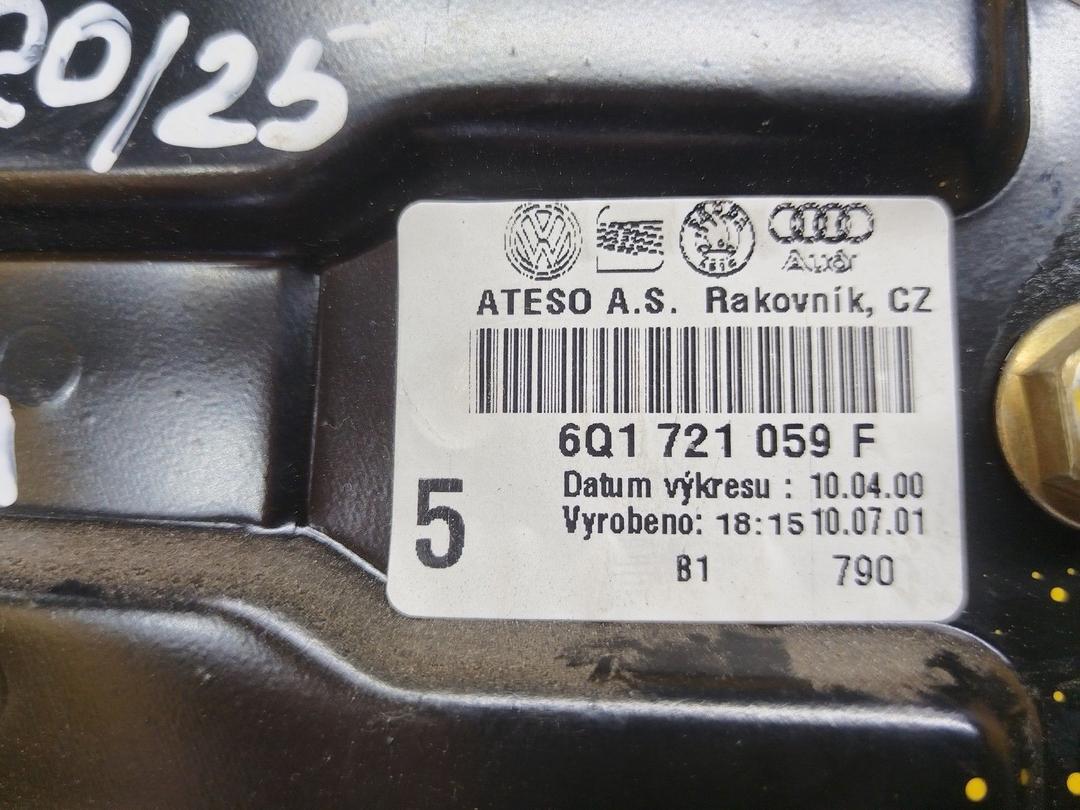 20/25
Audi
ATESO A.S. Rakovník, CZ
6Q1 721 059 F
5
Datum výkresu : 10.04.00
Vyrobeno: 18:15 10.07.01
B1 790